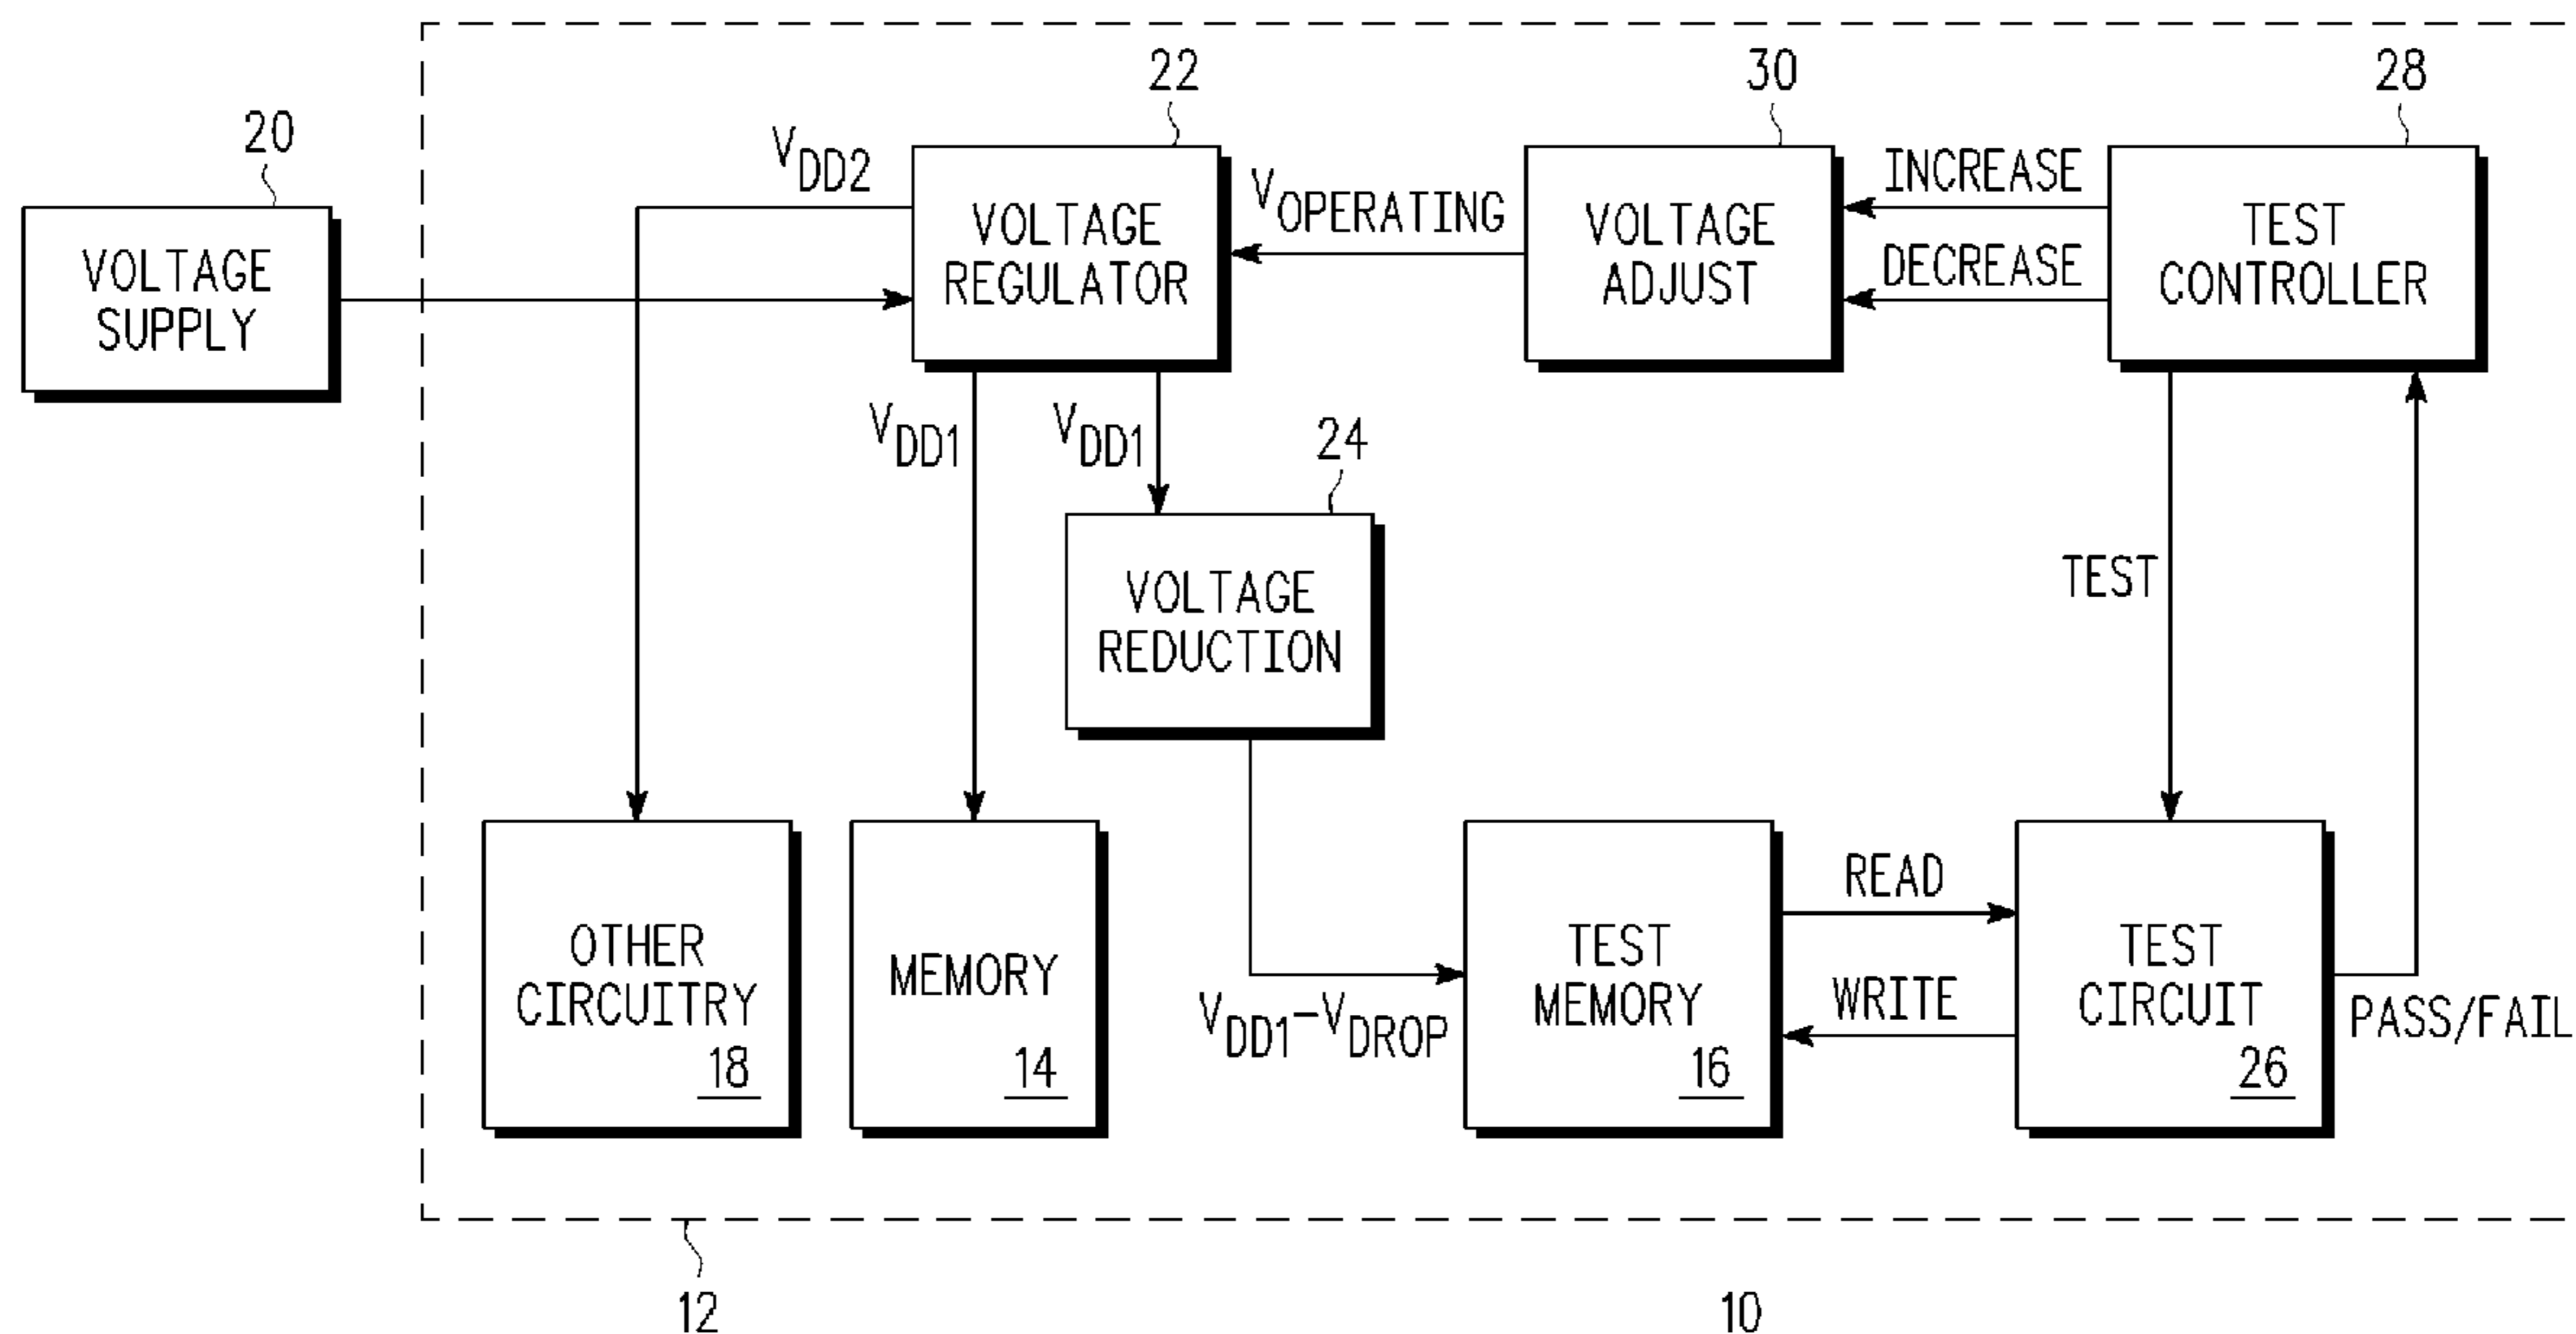 20
VOLTAGE
SUPPLY
22
VOLTAGE
REGULATOR
30
VOLTAGE
ADJUST
28
TEST
CONTROLLER
VDD2
VOPERATING
INCREASE
DECREASE
VDD1
VDD1
24
VOLTAGE
REDUCTION
TEST
OTHER
CIRCUITRY
18
MEMORY
14
VDD1-VDROP
TEST
MEMORY
16
READ
WRITE
TEST
CIRCUIT
26
PASS/FAIL
12
10